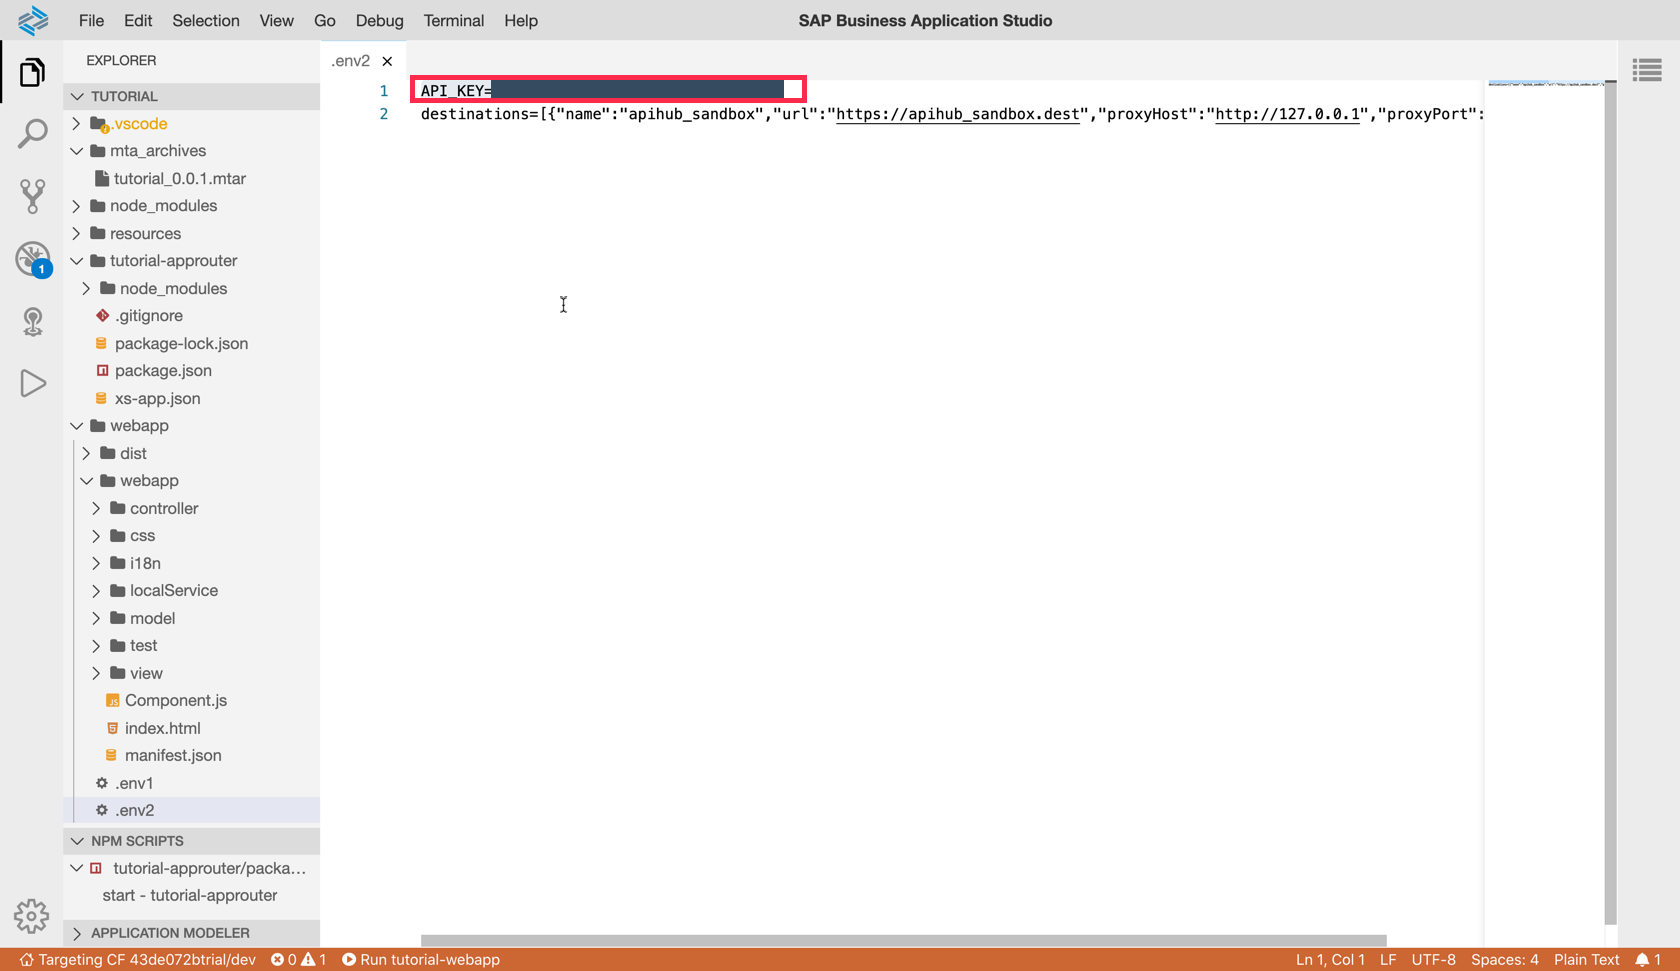 File Edit Selection View Go Debug Terminal Help
SAP Business Application Studio
EXPLORER
TUTORIAL
.vscode
mta_archives
tutorial_0.0.1.mtar
node_modules
resources
tutorial-approuter
node_modules
.gitignore
package-lock.json
package.json
xs-app.json
webapp
dist
webapp
controller
css
i18n
localService
model
test
view
Component.js
index.html
manifest.json
.env1
.env2
NPM SCRIPTS
tutorial-approuter/packa...
start - tutorial-approuter
APPLICATION MODELER
1
.env2
1 API_KEY=
2 destinations=[{"name":"apihub_sandbox","url":"https://apihub_sandbox.dest","proxyHost":"http://127.0.0.1","proxyPort":
Targeting CF 43de072btrial/dev 0 1 Run tutorial-webapp
Ln 1, Col 1 LF UTF-8 Spaces: 4 Plain Text 1